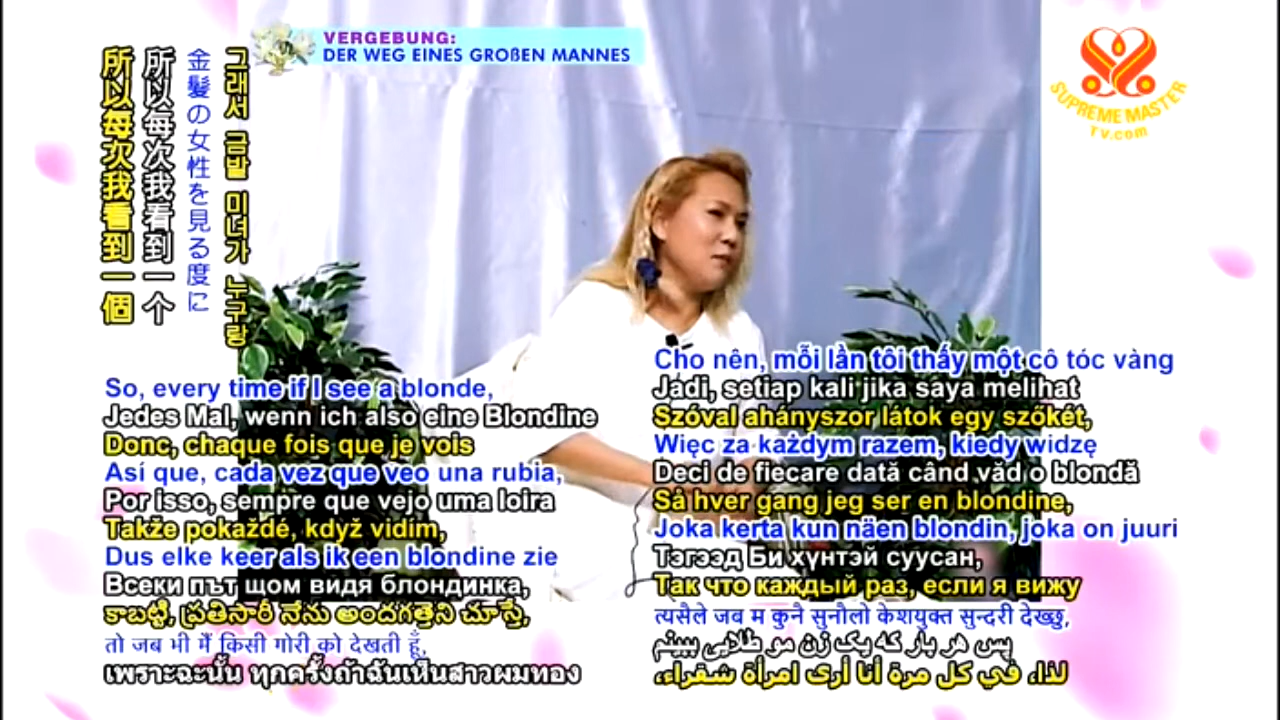 VERGEBUNG:
DER WEG EINES GROßEN MANNES
SUPREME MASTER
TV.com
所以每次我看到一個
所以每次我看到一个
金髪の女性を見る度に
그래서 금발 미녀가 누구랑
So, every time if I see a blonde,
Jedes Mal, wenn ich also eine Blondine
Donc, chaque fois que je vois
Así que, cada vez que veo una rubia,
Por isso, sempre que vejo uma loira
Takže pokaždé, když vidím,
Dus elke keer als ik een blondine zie
Всеки път щом видя блондинка,
కాబట్టి, ప్రతిసారీ నేను అందగత్తెని చూస్తే,
तो जब भी मैं किसी गोरी को देखती हूँ,
เพราะฉะนั้น ทุกครั้งถ้าฉันเห็นสาวผมทอง
Cho nên, mỗi lần tôi thấy một cô tóc vàng
Jadi, setiap kali jika saya melihat
Szóval ahányszor látok egy szőkét,
Więc za każdym razem, kiedy widzę
Deci de fiecare dată când văd o blondă
Så hver gang jeg ser en blondine,
Joka kerta kun näen blondin, joka on juuri
Тэгээд Би хүнтэй суусан,
Так что каждый раз, если я вижу
त्यसैले जब म कुनै सुनौलो केशयुक्त सुन्दरी देख्छु,
پس هر بار که یک زن مو طلایی ببینم
لذا، في كل مرة أنا أرى امرأة شقراء،